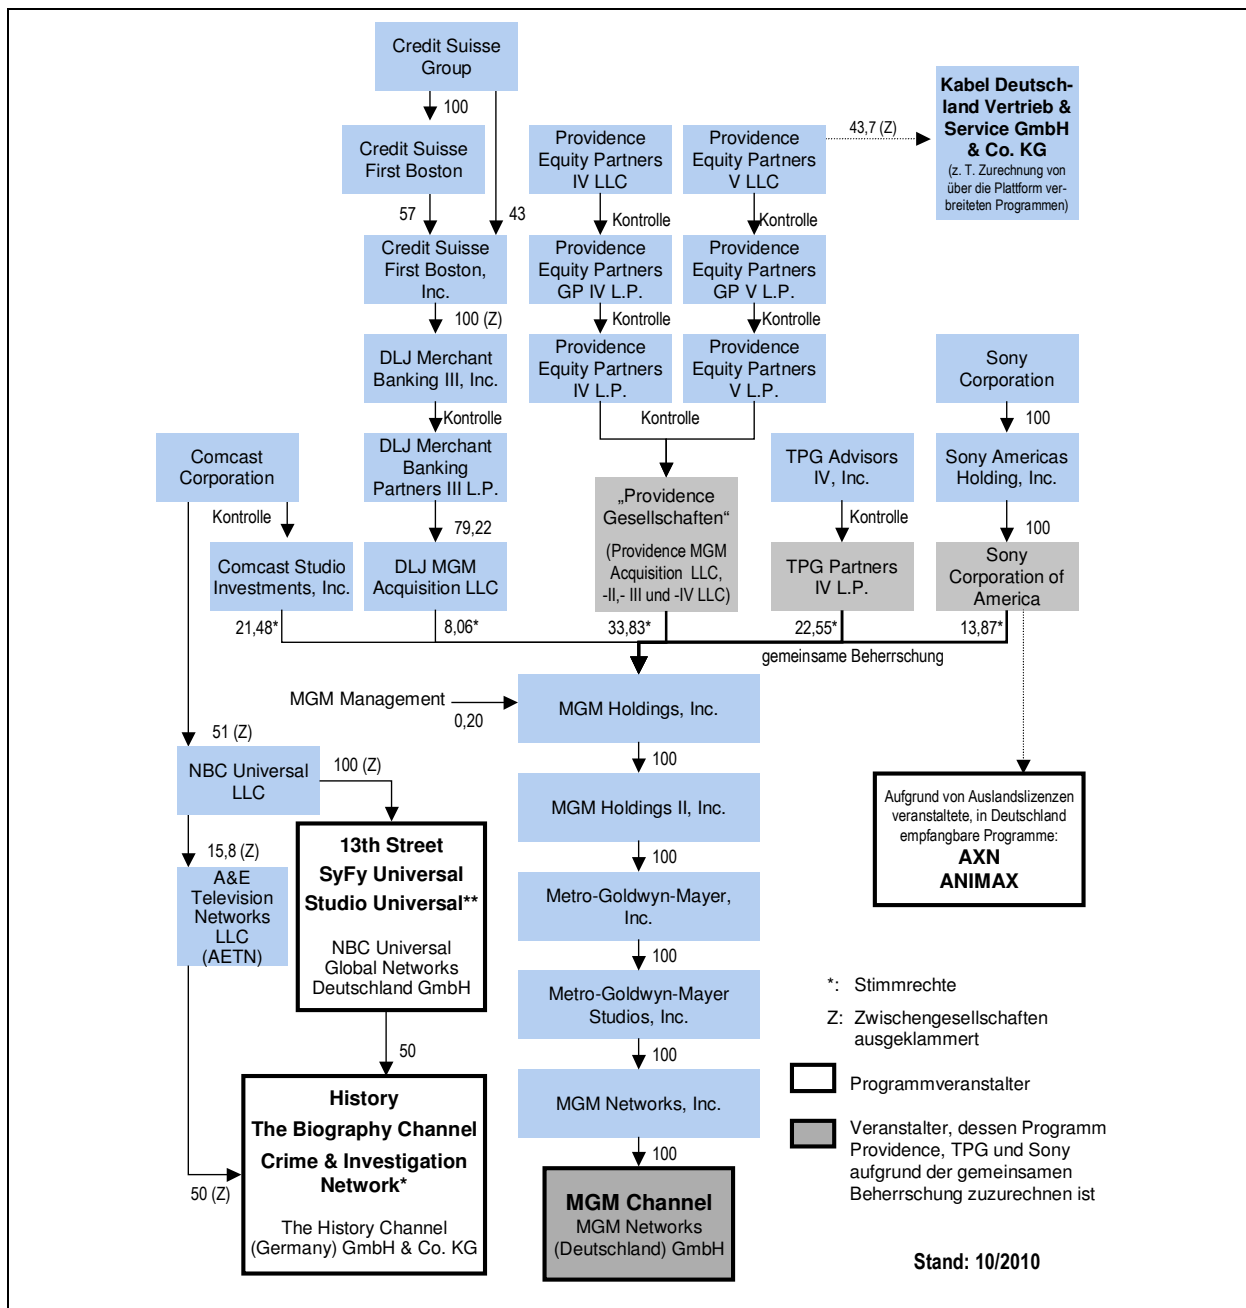 Credit Suisse
Group
100
Credit Suisse
First Boston
57
43
Credit Suisse
First Boston,
Inc.
100 (Z)
DLJ Merchant
Banking III, Inc.
Kontrolle
DLJ Merchant
Banking
Partners III L.P.
79,22
DLJ MGM
Acquisition LLC
8,06*
Providence
Equity Partners
IV LLC
Kontrolle
Providence
Equity Partners
GP IV L.P.
Kontrolle
Providence
Equity Partners
IV L.P.
Providence
Equity Partners
V LLC
Kontrolle
Providence
Equity Partners
GP V L.P.
Kontrolle
Providence
Equity Partners
V L.P.
Kontrolle
„Providence
Gesellschaften“
(Providence MGM
Acquisition LLC,
-II,- III und -IV LLC)
33,83*
43,7 (Z)
Kabel Deutsch-
land Vertrieb &
Service GmbH
& Co. KG
(z. T. Zurechnung von
über die Plattform ver-
breiteten Programmen)
TPG Advisors
IV, Inc.
Kontrolle
TPG Partners
IV L.P.
22,55*
Sony
Corporation
100
Sony Americas
Holding, Inc.
100
Sony
Corporation of
America
13,87*
gemeinsame Beherrschung
Comcast
Corporation
Kontrolle
Comcast Studio
Investments, Inc.
21,48*
MGM Management
0,20
MGM Holdings, Inc.
100
MGM Holdings II, Inc.
100
Metro-Goldwyn-Mayer,
Inc.
100
Metro-Goldwyn-Mayer
Studios, Inc.
100
MGM Networks, Inc.
100
MGM Channel
MGM Networks
(Deutschland) GmbH
51 (Z)
NBC Universal
LLC
100 (Z)
13th Street
SyFy Universal
Studio Universal**
NBC Universal
Global Networks
Deutschland GmbH
15,8 (Z)
A&E
Television
Networks
LLC
(AETN)
50
50 (Z)
History
The Biography Channel
Crime & Investigation
Network*
The History Channel
(Germany) GmbH & Co. KG
Aufgrund von Auslandslizenzen
veranstaltete, in Deutschland
empfangbare Programme:
AXN
ANIMAX
*: Stimmrechte
Z: Zwischengesellschaften
ausgeklammert
Programmveranstalter
Veranstalter, dessen Programm
Providence, TPG und Sony
aufgrund der gemeinsamen
Beherrschung zuzurechnen ist
Stand: 10/2010